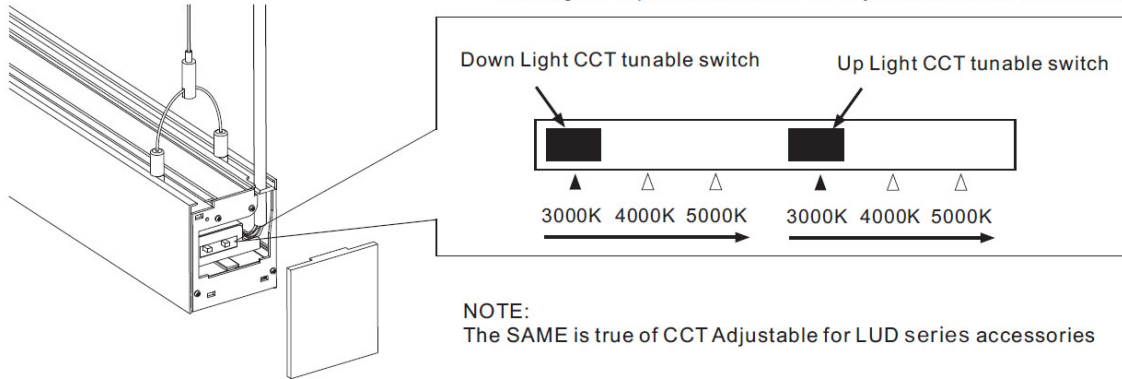 Down Light CCT tunable switch
Up Light CCT tunable switch
3000K 4000K 5000K
3000K 4000K 5000K
NOTE:
The SAME is true of CCT Adjustable for LUD series accessories